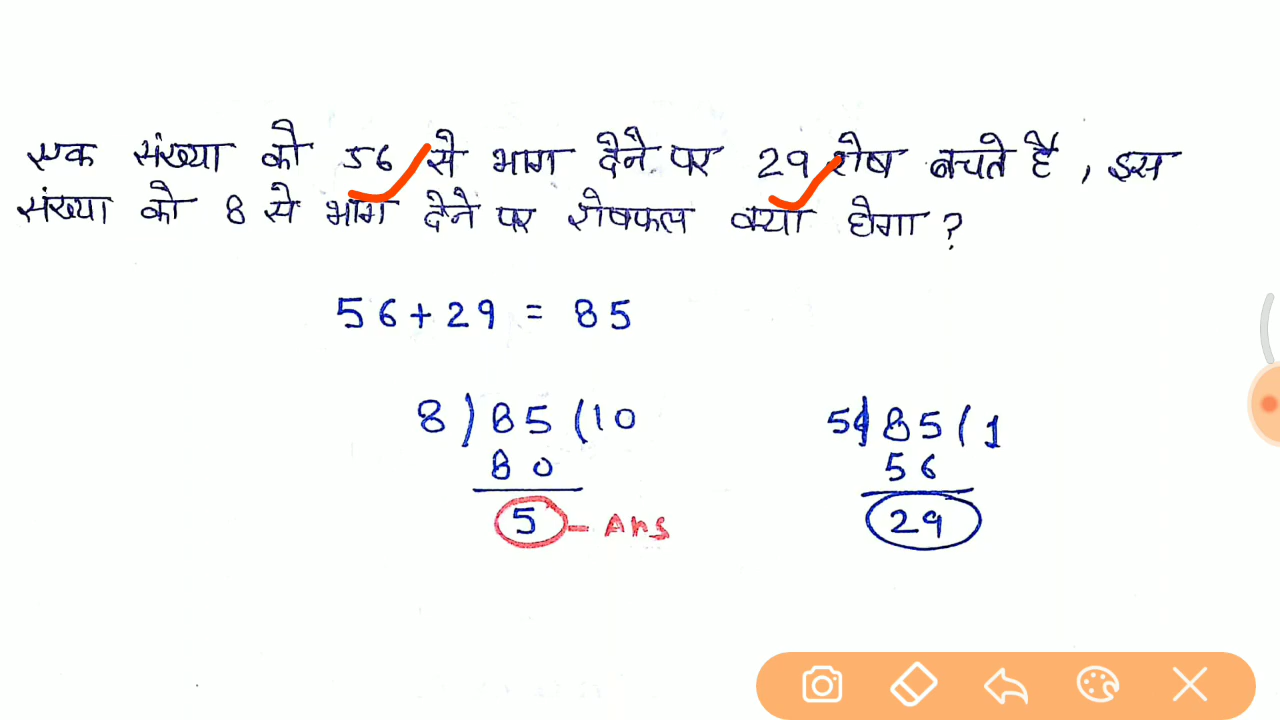 एक संख्या को 56 से भाग देने पर 29 शेष बचते है , इस
संख्या को 8 से भाग देने पर शेषफल क्या होगा ?
56 + 29 = 85
8 ) 85 ( 10
80
5 - Ans
56 ) 85 ( 1
56
29